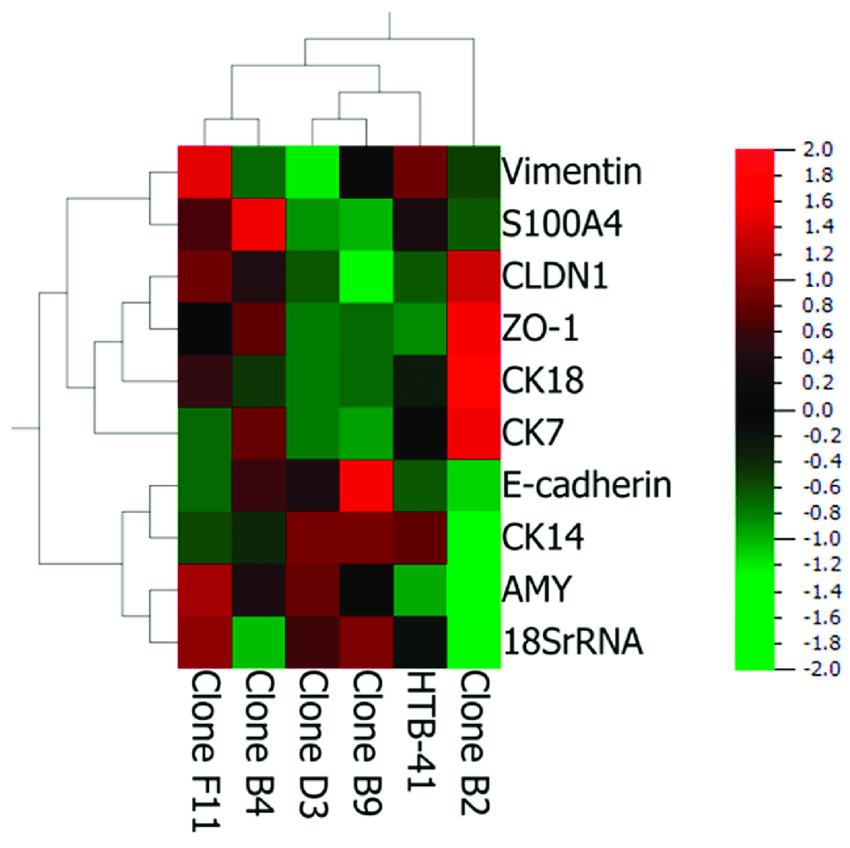 Vimentin
S100A4
CLDN1
ZO-1
CK18
CK7
E-cadherin
CK14
AMY
18SrRNA
Clone F11
Clone B4
Clone D3
Clone B9
HTB-41
Clone B2
2.0
1.8
1.6
1.4
1.2
1.0
0.8
0.6
0.4
0.2
0.0
-0.2
-0.4
-0.6
-0.8
-1.0
-1.2
-1.4
-1.6
-1.8
-2.0